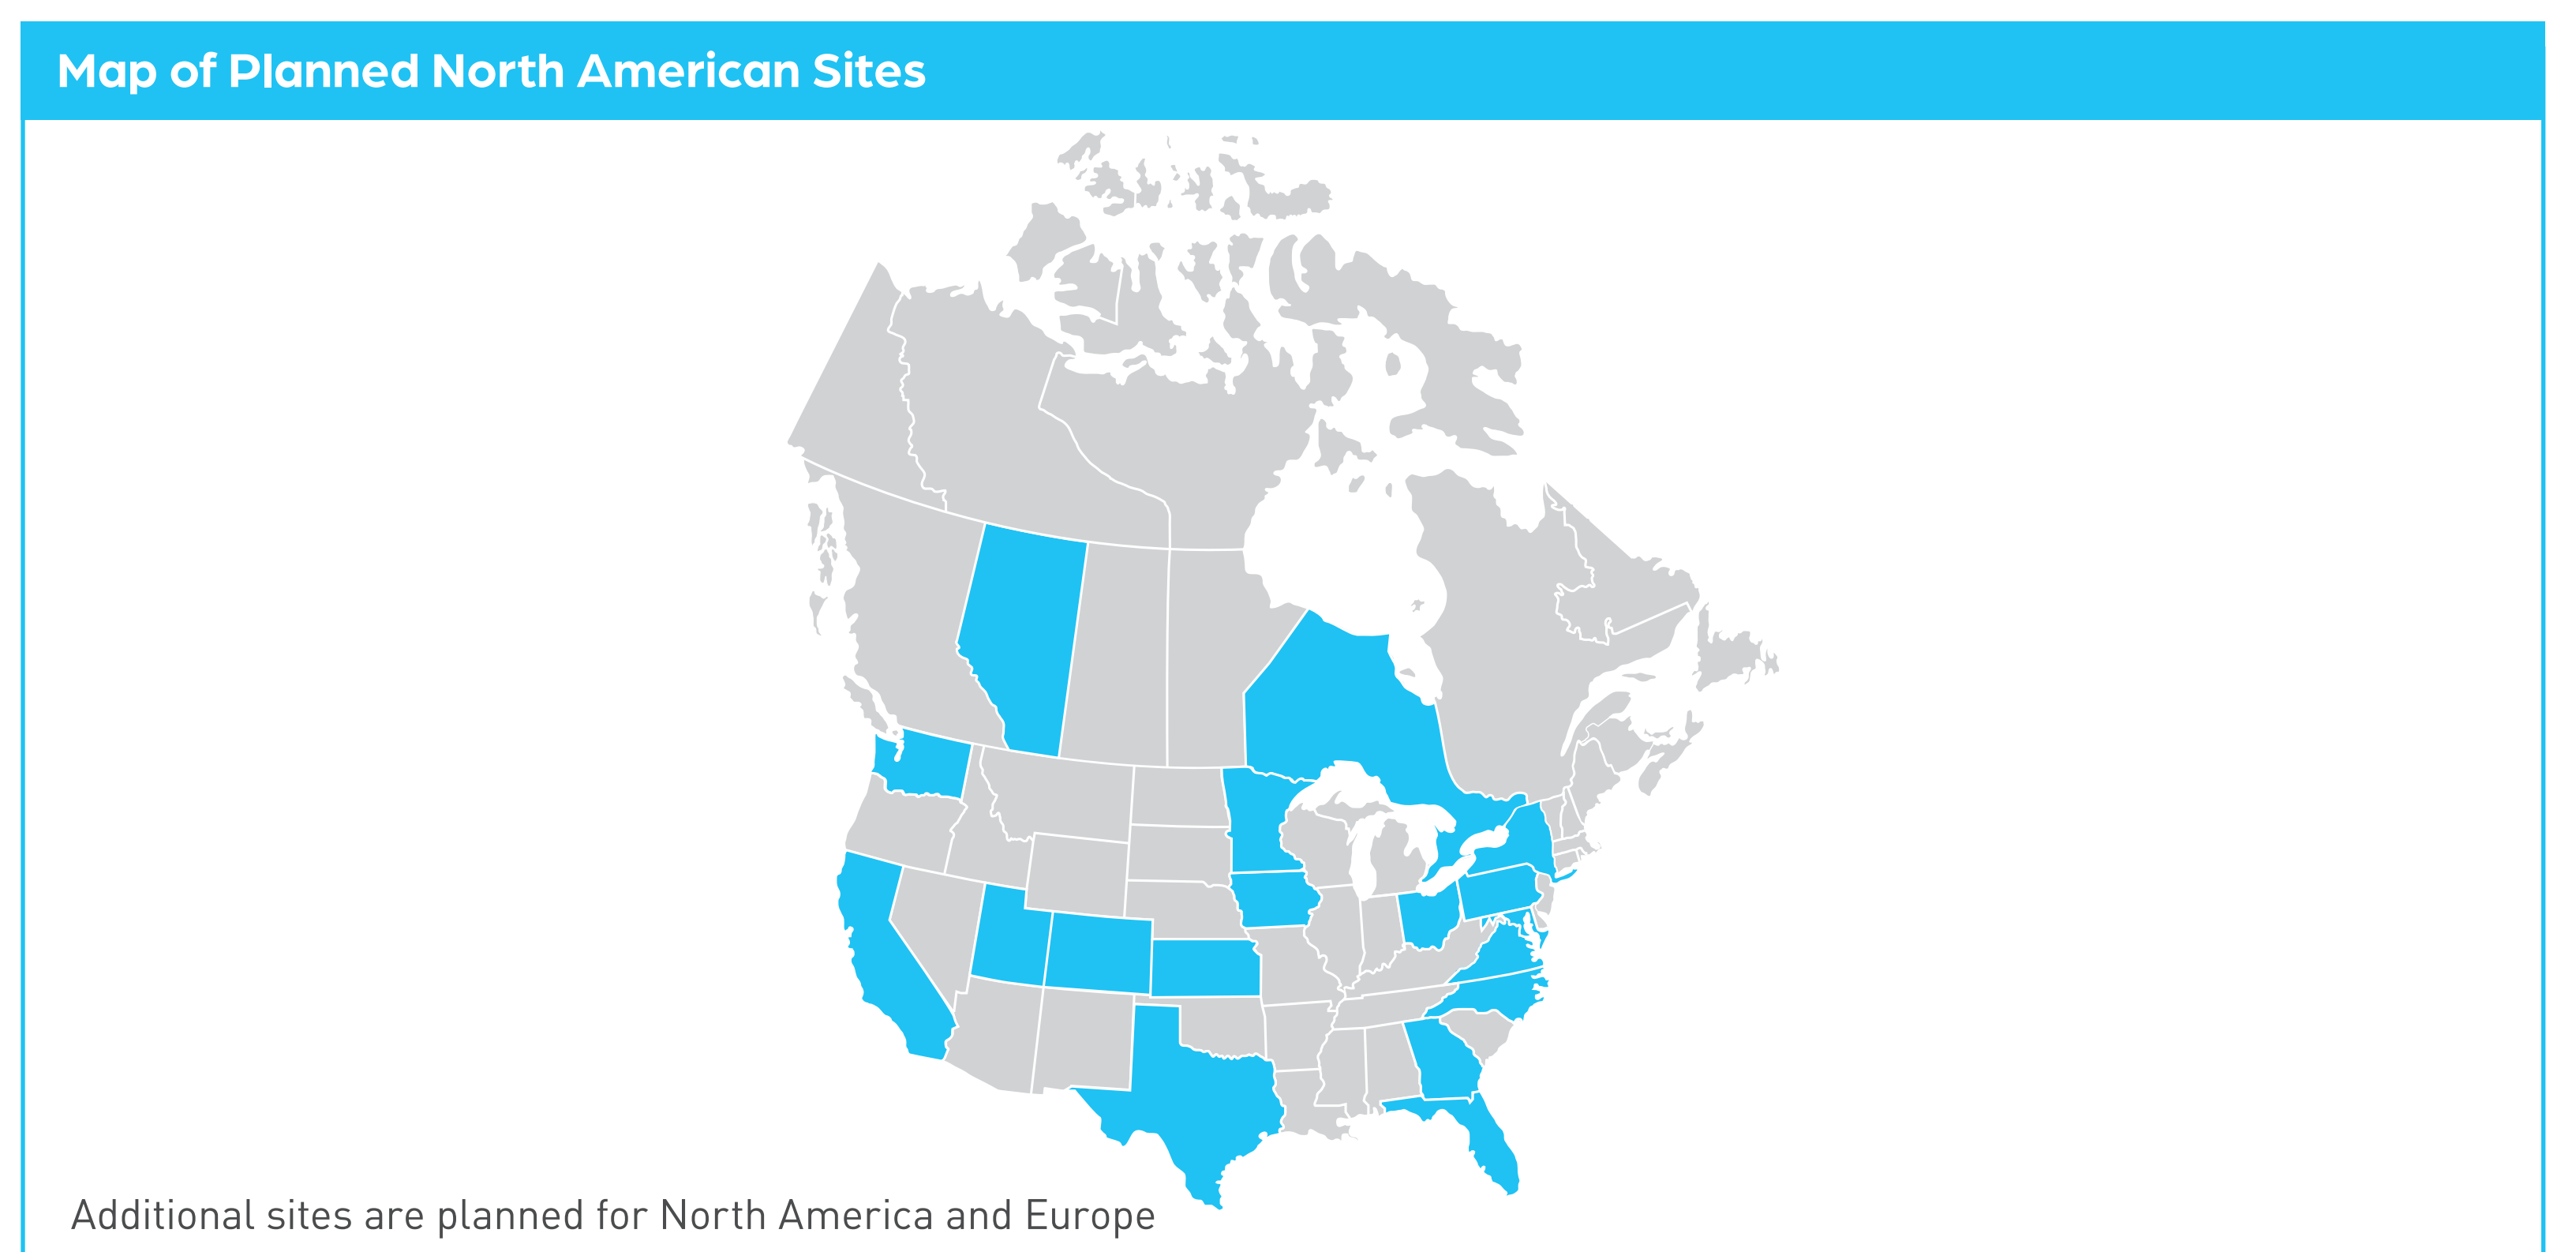 Map of Planned North American Sites
Additional sites are planned for North America and Europe